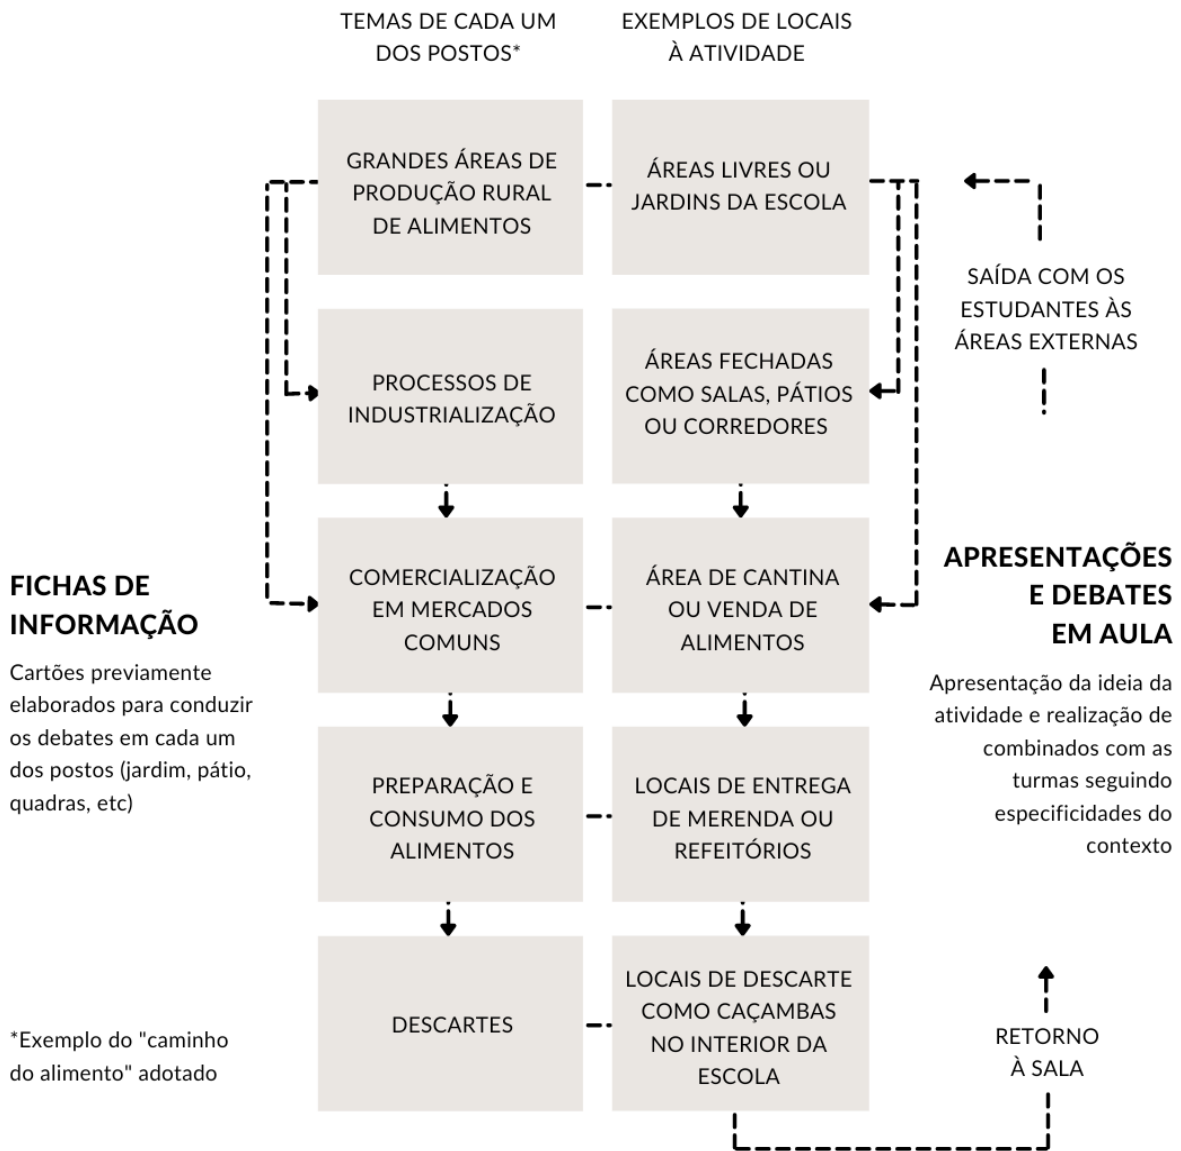 TEMAS DE CADA UM
DOS POSTOS*
EXEMPLOS DE LOCAIS
À ATIVIDADE
GRANDES ÁREAS DE
PRODUÇÃO RURAL
DE ALIMENTOS
ÁREAS LIVRES OU
JARDINS DA ESCOLA
SAÍDA COM OS
ESTUDANTES ÀS
ÁREAS EXTERNAS
PROCESSOS DE
INDUSTRIALIZAÇÃO
ÁREAS FECHADAS
COMO SALAS, PÁTIOS
OU CORREDORES
FICHAS DE
INFORMAÇÃO
Cartões previamente
elaborados para conduzir
os debates em cada um
dos postos (jardim, pátio,
quadras, etc)
COMERCIALIZAÇÃO
EM MERCADOS
COMUNS
ÁREA DE CANTINA
OU VENDA DE
ALIMENTOS
APRESENTAÇÕES
E DEBATES
EM AULA
Apresentação da ideia da
atividade e realização de
combinados com as
turmas seguindo
especificidades do
contexto
PREPARAÇÃO E
CONSUMO DOS
ALIMENTOS
LOCAIS DE ENTREGA
DE MERENDA OU
REFEITÓRIOS
DESCARTES
LOCAIS DE DESCARTE
COMO CAÇAMBAS
NO INTERIOR DA
ESCOLA
RETORNO
À SALA
*Exemplo do "caminho
do alimento" adotado